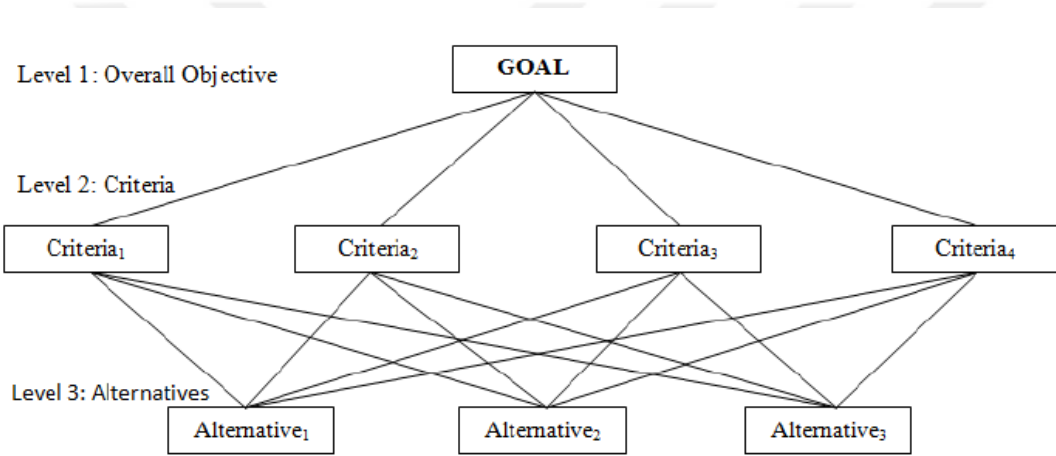 Level 1: Overall Objective
GOAL
Level 2: Criteria
Criteria₁
Criteria₂
Criteria₃
Criteria₄
Level 3: Alternatives
Alternative₁
Alternative₂
Alternative₃